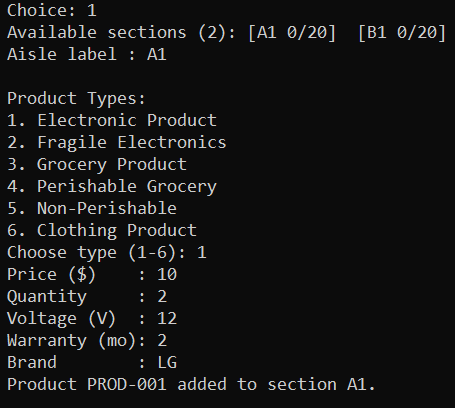 Choice: 1
Available sections (2): [A1 0/20]  [B1 0/20]
Aisle label : A1

Product Types:
1. Electronic Product
2. Fragile Electronics
3. Grocery Product
4. Perishable Grocery
5. Non-Perishable
6. Clothing Product
Choose type (1-6): 1
Price ($)    : 10
Quantity     : 2
Voltage (V)  : 12
Warranty (mo): 2
Brand        : LG
Product PROD-001 added to section A1.